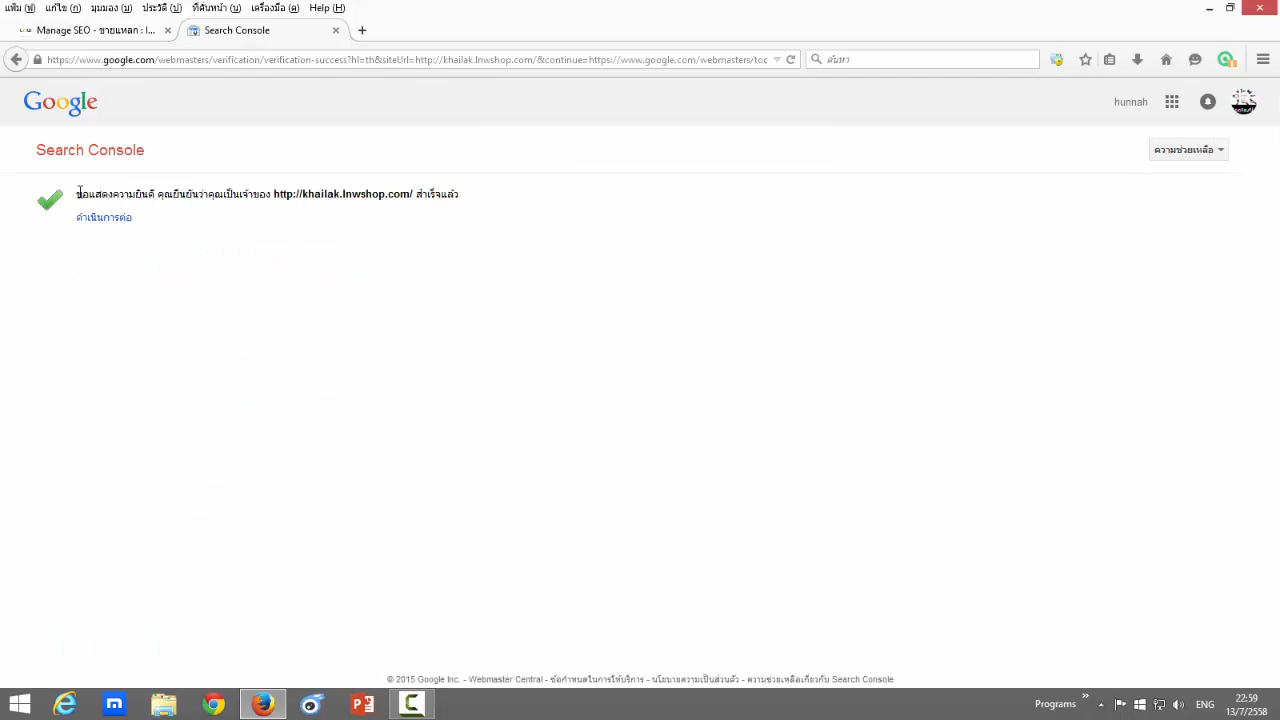 แฟ้ม (ฟ) แก้ไข (ก) มุมมอง (ม) ประวัติ (ป) ที่คั่นหน้า (น) เครื่องมือ (ค) Help (H)
Manage SEO - ขายแหลก : l...
Search Console
https://www.google.com/webmasters/verification/verification-success?hl=th&siteUrl=http://khailak.lnwshop.com/&continue=https://www.google.com/webmasters/toc
ค้นหา
Google
hunnah
Search Console
ความช่วยเหลือ
ขอแสดงความยินดี คุณยืนยันว่าคุณเป็นเจ้าของ http://khailak.lnwshop.com/ สำเร็จแล้ว
ดำเนินการต่อ
© 2015 Google Inc. - Webmaster Central - ข้อกำหนดในการให้บริการ - นโยบายความเป็นส่วนตัว - ความช่วยเหลือเกี่ยวกับ Search Console
Programs
ENG
22:59
13/7/2558